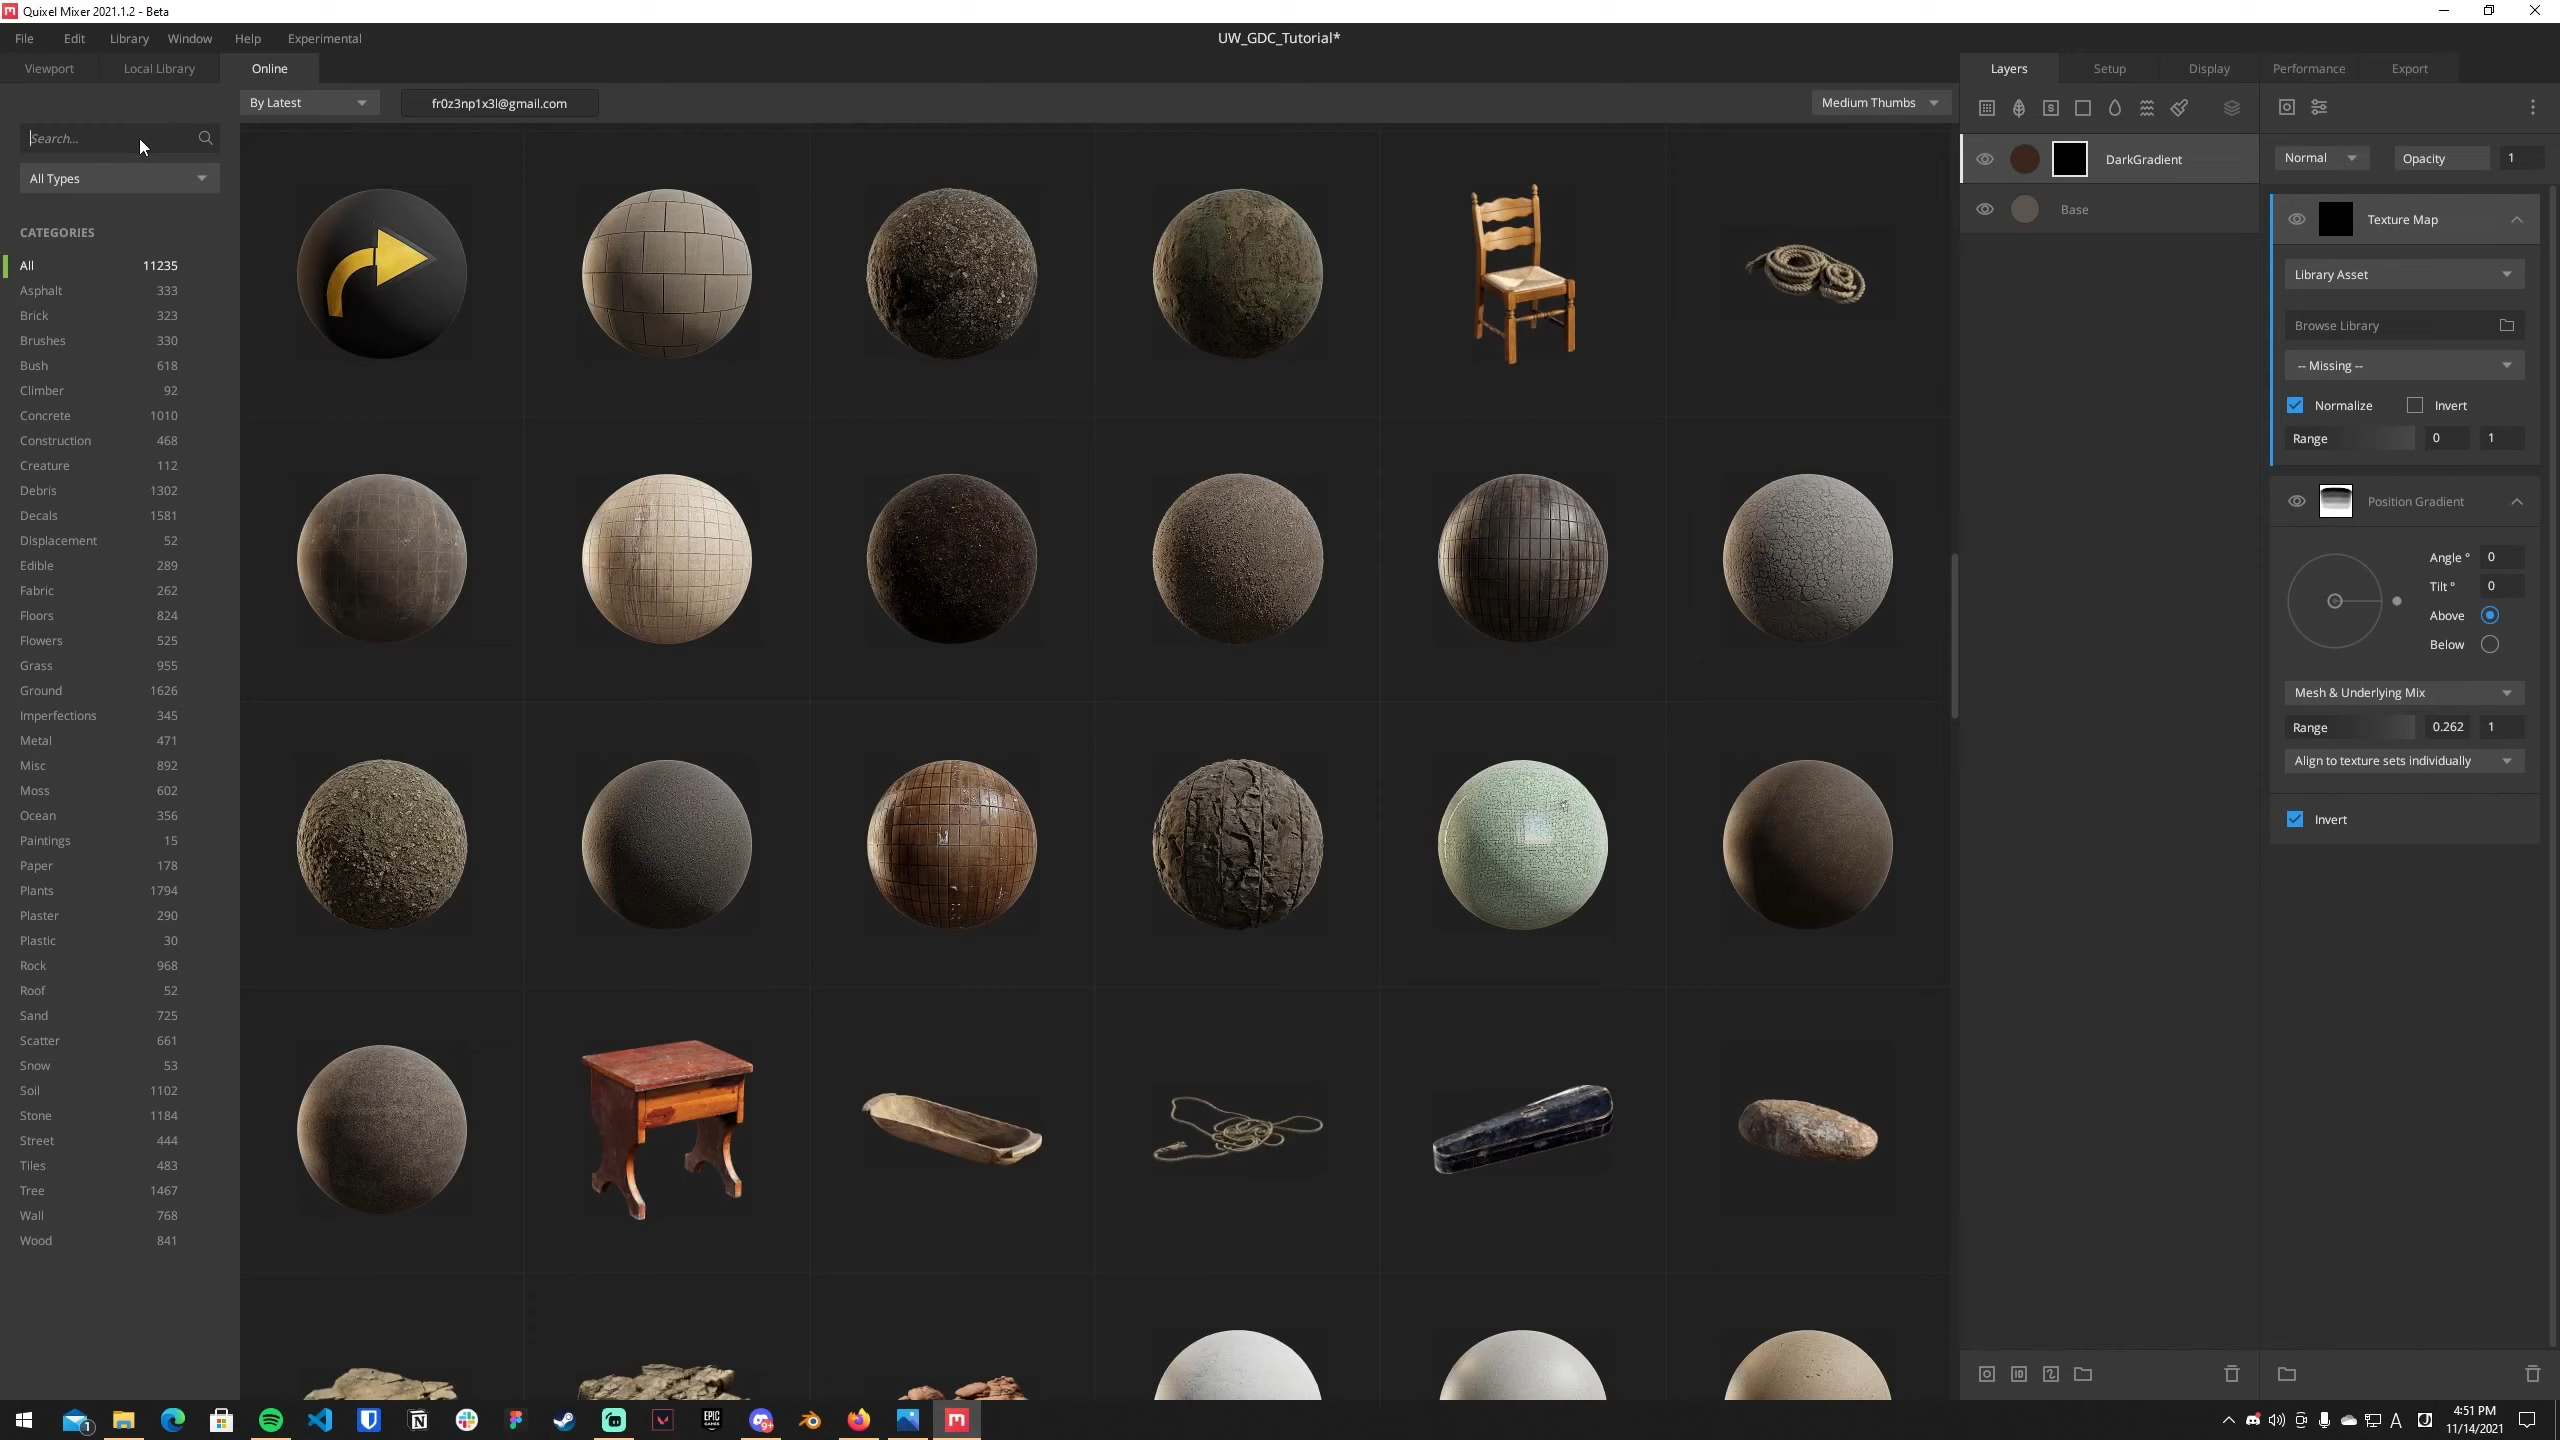 Quixel Mixer 2021.1.2 - Beta
File Edit Library Window Help Experimental
UW_GDC_Tutorial*
Viewport Local Library Online
Layers Setup Display Performance Export
By Latest
fr0z3np1x3l@gmail.com
Medium Thumbs
Search...
All Types
CATEGORIES
All 11235
Asphalt 333
Brick 323
Brushes 330
Bush 618
Climber 92
Concrete 1010
Construction 468
Creature 112
Debris 1302
Decals 1581
Displacement 52
Edible 289
Fabric 262
Floors 824
Flowers 525
Grass 955
Ground 1626
Imperfections 345
Metal 471
Misc 892
Moss 602
Ocean 356
Paintings 15
Paper 178
Plants 1794
Plaster 290
Plastic 30
Rock 968
Roof 52
Sand 725
Scatter 661
Snow 53
Soil 1102
Stone 1184
Street 444
Tiles 483
Tree 1467
Wall 768
Wood 841
DarkGradient
Base
Normal Opacity 1
Texture Map
Library Asset
Browse Library
-- Missing --
Normalize Invert
Range 0 1
Position Gradient
Angle ° 0
Tilt ° 0
Above
Below
Mesh & Underlying Mix
Range 0.262 1
Align to texture sets individually
Invert
4:51 PM
11/14/2021